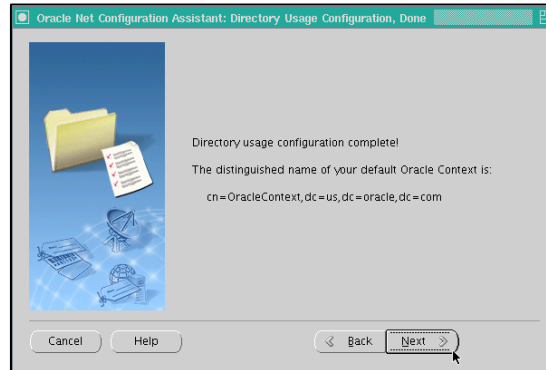 Oracle Net Configuration Assistant: Directory Usage Configuration, Done
Directory usage configuration complete!
The distinguished name of your default Oracle Context is:
cn=OracleContext,dc=us,dc=oracle,dc=com
Cancel
Help
Back
Next